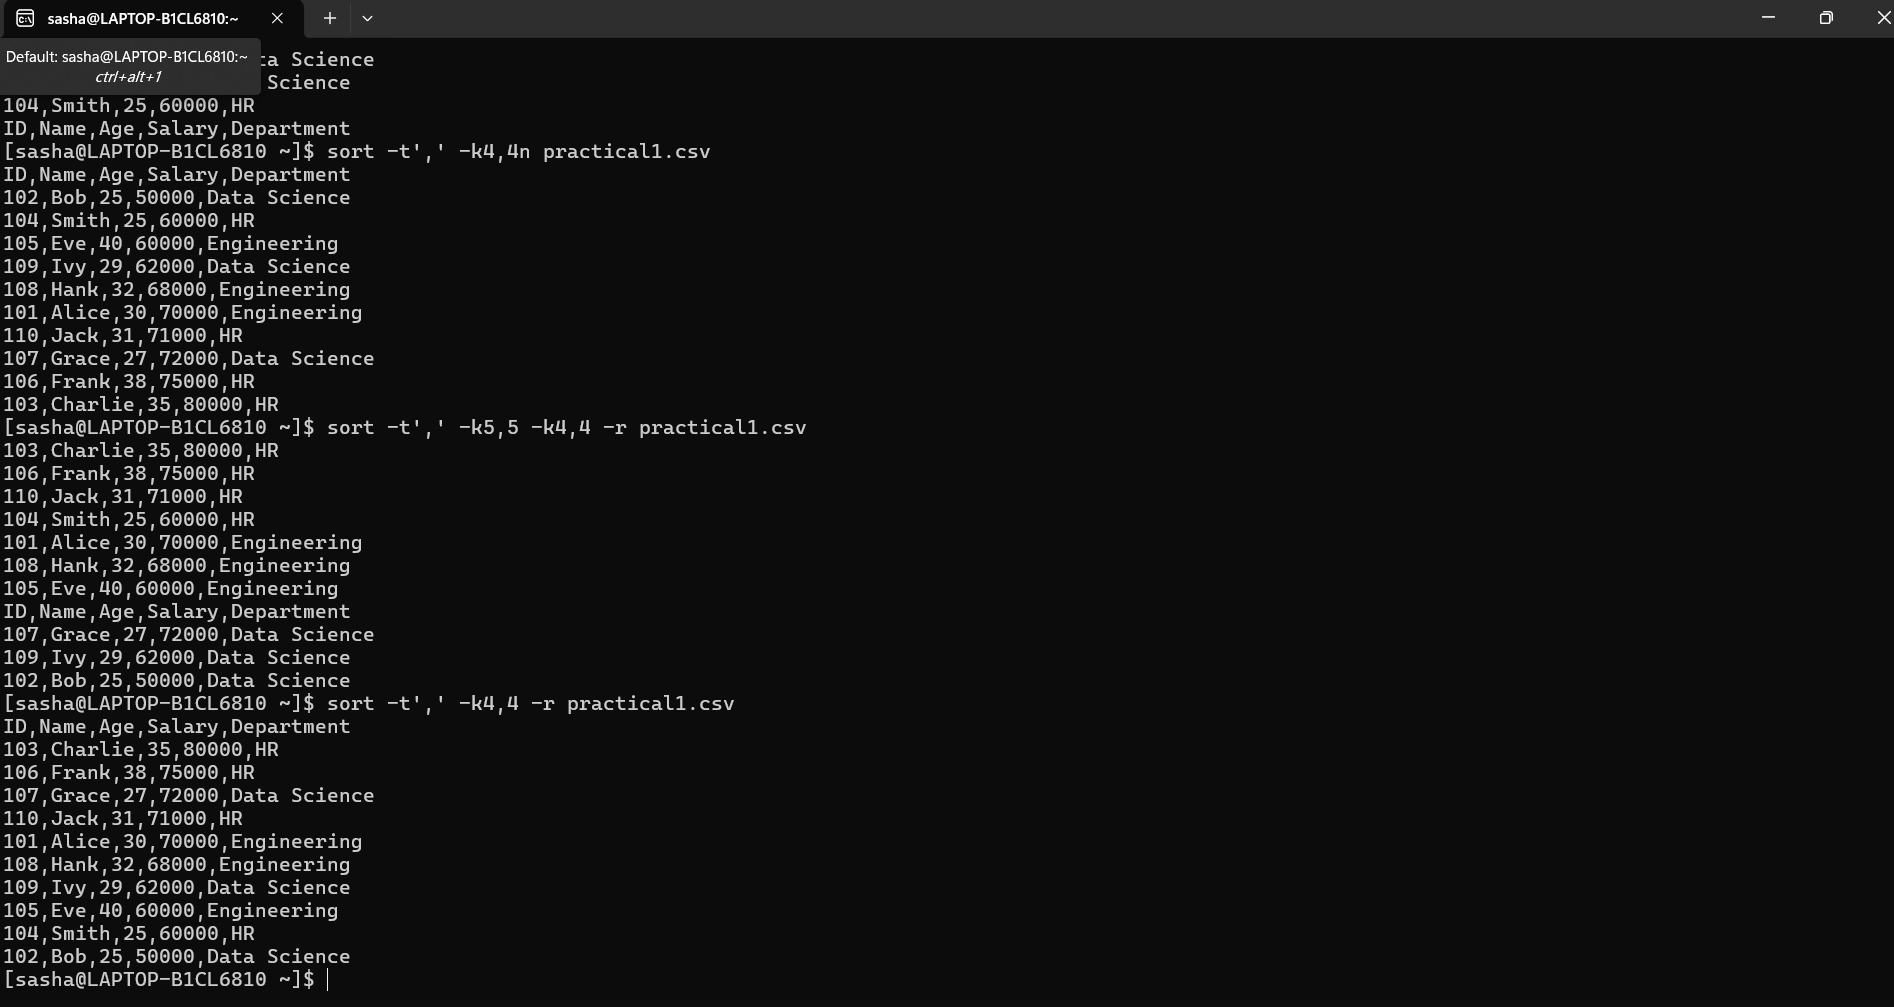 sasha@LAPTOP-B1CL6810:~
Default: sasha@LAPTOP-B1CL6810:~
ctrl+alt+1
ta Science
Science
104,Smith,25,60000,HR
ID,Name,Age,Salary,Department
[sasha@LAPTOP-B1CL6810 ~]$ sort -t',' -k4,4n practical1.csv
ID,Name,Age,Salary,Department
102,Bob,25,50000,Data Science
104,Smith,25,60000,HR
105,Eve,40,60000,Engineering
109,Ivy,29,62000,Data Science
108,Hank,32,68000,Engineering
101,Alice,30,70000,Engineering
110,Jack,31,71000,HR
107,Grace,27,72000,Data Science
106,Frank,38,75000,HR
103,Charlie,35,80000,HR
[sasha@LAPTOP-B1CL6810 ~]$ sort -t',' -k5,5 -k4,4 -r practical1.csv
103,Charlie,35,80000,HR
106,Frank,38,75000,HR
110,Jack,31,71000,HR
104,Smith,25,60000,HR
101,Alice,30,70000,Engineering
108,Hank,32,68000,Engineering
105,Eve,40,60000,Engineering
ID,Name,Age,Salary,Department
107,Grace,27,72000,Data Science
109,Ivy,29,62000,Data Science
102,Bob,25,50000,Data Science
[sasha@LAPTOP-B1CL6810 ~]$ sort -t',' -k4,4 -r practical1.csv
ID,Name,Age,Salary,Department
103,Charlie,35,80000,HR
106,Frank,38,75000,HR
107,Grace,27,72000,Data Science
110,Jack,31,71000,HR
101,Alice,30,70000,Engineering
108,Hank,32,68000,Engineering
109,Ivy,29,62000,Data Science
105,Eve,40,60000,Engineering
104,Smith,25,60000,HR
102,Bob,25,50000,Data Science
[sasha@LAPTOP-B1CL6810 ~]$